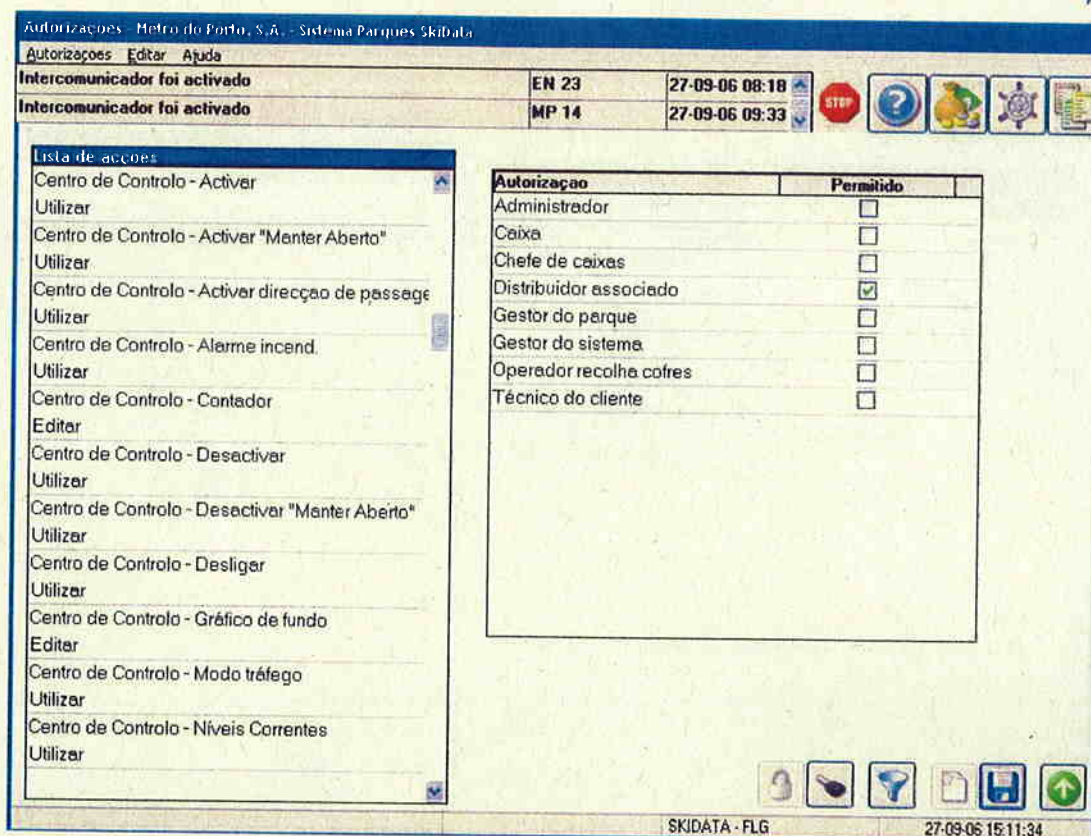 Autorizaçoes - Metro do Porto, S.A. - Sistema Parques SkiData
Autorizaçoes Editar Ajuda
Intercomunicador foi activado EN 23 27-09-06 08:18
Intercomunicador foi activado MP 14 27-09-06 09:33
STOP
Lista de acçoes
Centro de Controlo - Activar
Utilizar
Centro de Controlo - Activar "Manter Aberto"
Utilizar
Centro de Controlo - Activar direcçao de passage
Utilizar
Centro de Controlo - Alarme incend.
Utilizar
Centro de Controlo - Contador
Editar
Centro de Controlo - Desactivar
Utilizar
Centro de Controlo - Desactivar "Manter Aberto"
Utilizar
Centro de Controlo - Desligar
Utilizar
Centro de Controlo - Gráfico de fundo
Editar
Centro de Controlo - Modo tráfego
Utilizar
Centro de Controlo - Níveis Correntes
Utilizar
Autorizaçao Permitido
Administrador
Caixa
Chefe de caixas
Distribuidor associado
Gestor do parque
Gestor do sistema
Operador recolha cofres
Técnico do cliente
SKIDATA - FLG 27-09-06 15:11:34